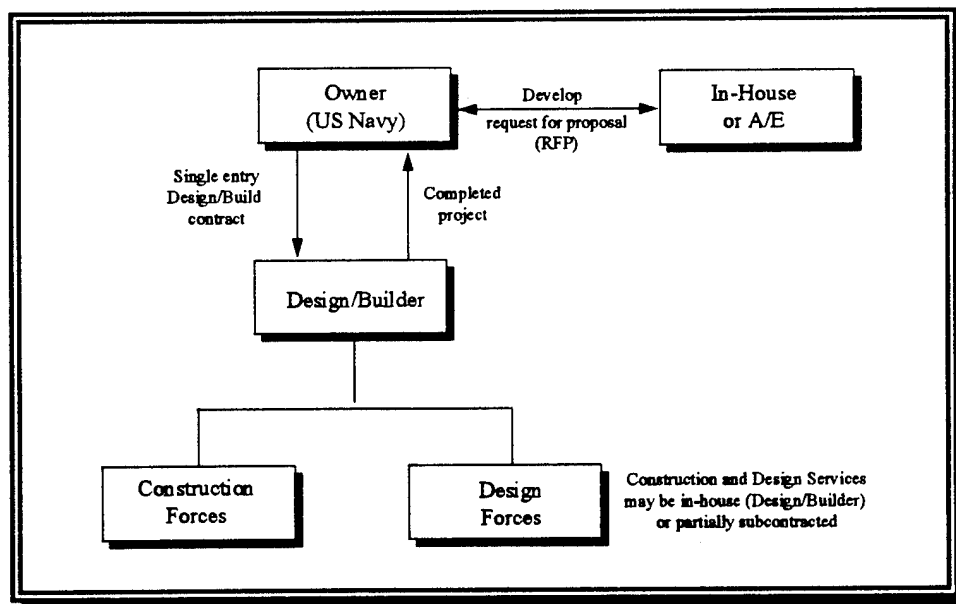 Owner
(US Navy)
Develop
request for proposal
(RFP)
In-House
or A/E
Single entry
Design/Build
contract
Completed
project
Design/Builder
Construction
Forces
Design
Forces
Construction and Design Services
may be in-house (Design/Builder)
or partially subcontracted